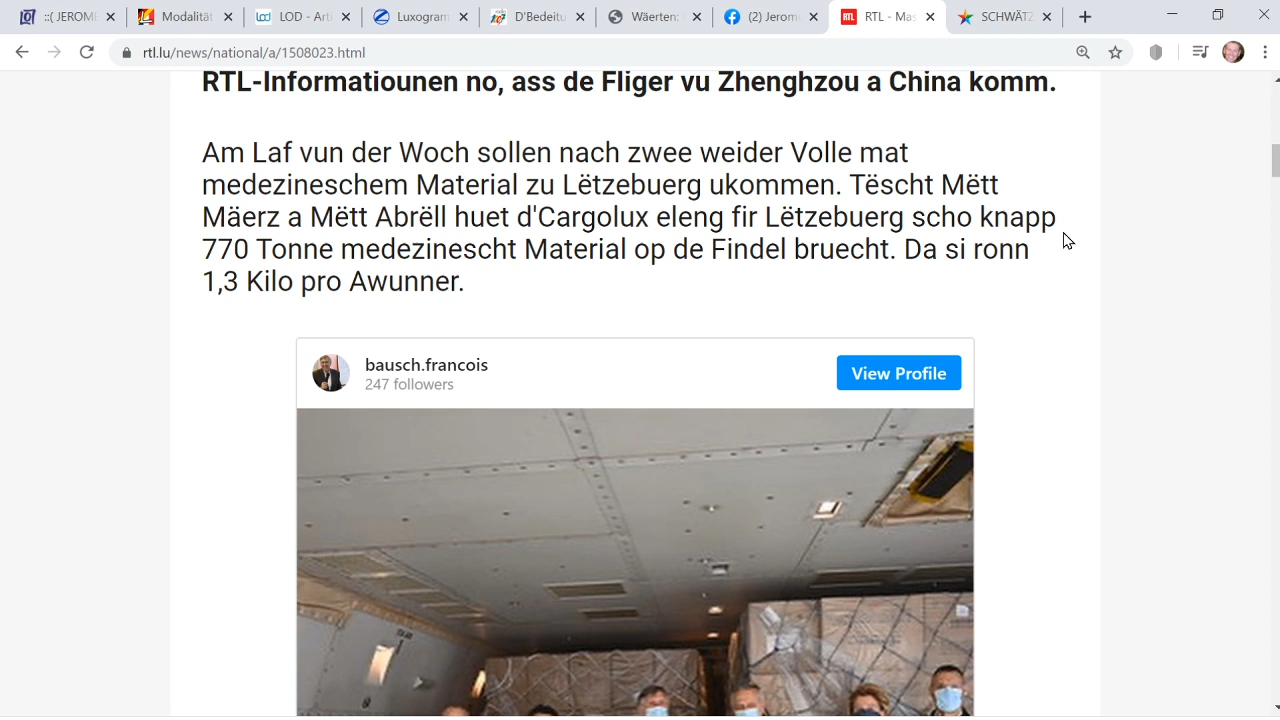 ::( JEROME
Modalität
LOD - Arti
Luxogram
D'Bedeitu
Wäerten:
(2) Jerom
RTL - Mas
SCHWÄTZ
rtl.lu/news/national/a/1508023.html
RTL-Informatiounen no, ass de Fliger vu Zhenghzou a China komm.
Am Laf vun der Woch sollen nach zwee weider Volle mat
medezineschem Material zu Lëtzebuerg ukommen. Tëscht Mëtt
Mäerz a Mëtt Abrëll huet d'Cargolux eleng fir Lëtzebuerg scho knapp
770 Tonne medezinescht Material op de Findel bruecht. Da si ronn
1,3 Kilo pro Awunner.
bausch.francois
247 followers
View Profile